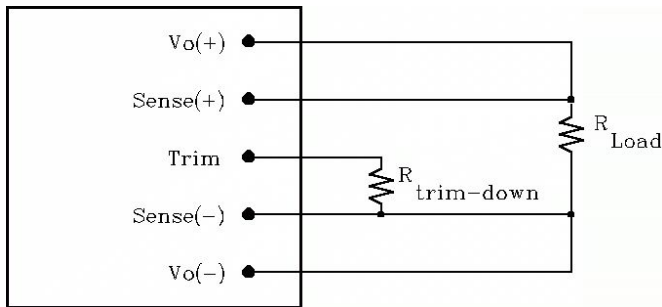 Vo(+)
Sense(+)
R
Load
Trim
R
trim-down
Sense(-)
Vo(-)